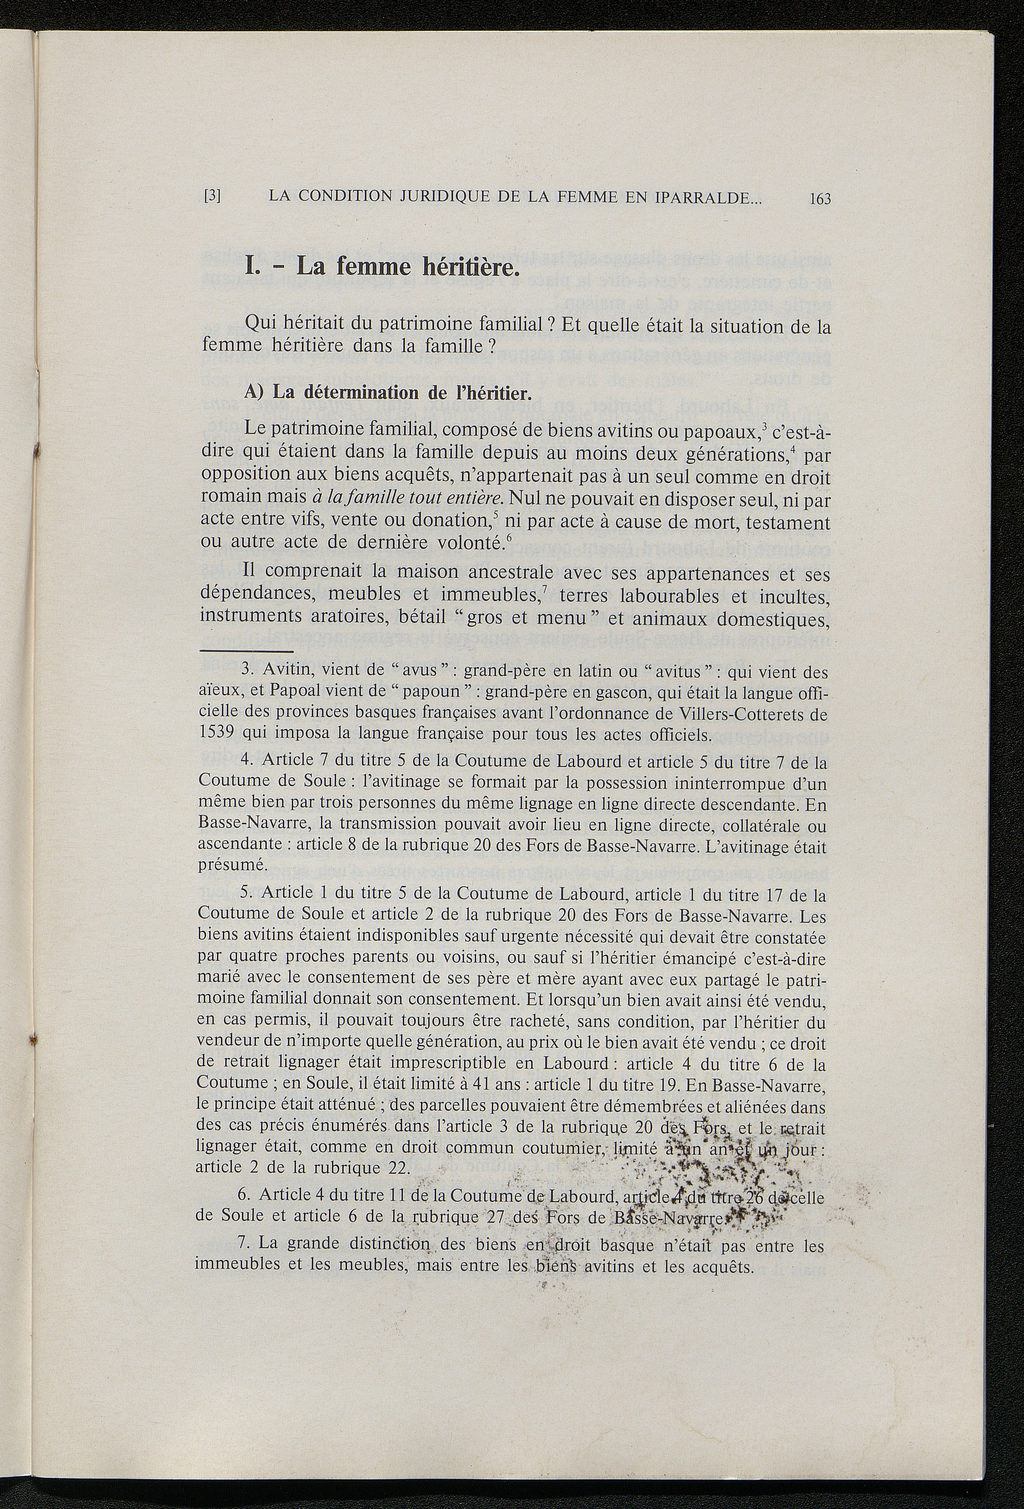 [3] LA CONDITION JURIDIQUE DE LA FEMME EN IPARRALDE... 163
I. – La femme héritière.
Qui héritait du patrimoine familial ? Et quelle était la situation de la
femme héritière dans la famille ?
A) La détermination de l'héritier.
Le patrimoine familial, composé de biens avitins ou papoaux,³ c'est-à-
dire qui étaient dans la famille depuis au moins deux générations,⁴ par
opposition aux biens acquêts, n'appartenait pas à un seul comme en droit
romain mais à la famille tout entière. Nul ne pouvait en disposer seul, ni par
acte entre vifs, vente ou donation,⁵ ni par acte à cause de mort, testament
ou autre acte de dernière volonté.⁶
Il comprenait la maison ancestrale avec ses appartenances et ses
dépendances, meubles et immeubles,⁷ terres labourables et incultes,
instruments aratoires, bétail “gros et menu” et animaux domestiques,
3. Avitin, vient de “avus” : grand-père en latin ou “avitus” : qui vient des
aïeux, et Papoal vient de “papoun” : grand-père en gascon, qui était la langue offi-
cielle des provinces basques françaises avant l'ordonnance de Villers-Cotterets de
1539 qui imposa la langue française pour tous les actes officiels.
4. Article 7 du titre 5 de la Coutume de Labourd et article 5 du titre 7 de la
Coutume de Soule : l'avitinage se formait par la possession ininterrompue d'un
même bien par trois personnes du même lignage en ligne directe descendante. En
Basse-Navarre, la transmission pouvait avoir lieu en ligne directe, collatérale ou
ascendante : article 8 de la rubrique 20 des Fors de Basse-Navarre. L'avitinage était
présumé.
5. Article 1 du titre 5 de la Coutume de Labourd, article 1 du titre 17 de la
Coutume de Soule et article 2 de la rubrique 20 des Fors de Basse-Navarre. Les
biens avitins étaient indisponibles sauf urgente nécessité qui devait être constatée
par quatre proches parents ou voisins, ou sauf si l'héritier émancipé c'est-à-dire
marié avec le consentement de ses père et mère ayant avec eux partagé le patri-
moine familial donnait son consentement. Et lorsqu'un bien avait ainsi été vendu,
en cas permis, il pouvait toujours être racheté, sans condition, par l'héritier du
vendeur de n'importe quelle génération, au prix où le bien avait été vendu ; ce droit
de retrait lignager était imprescriptible en Labourd : article 4 du titre 6 de la
Coutume ; en Soule, il était limité à 41 ans : article 1 du titre 19. En Basse-Navarre,
le principe était atténué ; des parcelles pouvaient être démembrées et aliénées dans
des cas précis énumérés dans l'article 3 de la rubrique 20 des Fors, et le retrait
lignager était, comme en droit commun coutumier, limité à un an et un jour :
article 2 de la rubrique 22.
6. Article 4 du titre 11 de la Coutume de Labourd, article 4 du titre 26 de celle
de Soule et article 6 de la rubrique 27 des Fors de Basse-Navarre.
7. La grande distinction des biens en droit basque n'était pas entre les
immeubles et les meubles, mais entre les biens avitins et les acquêts.